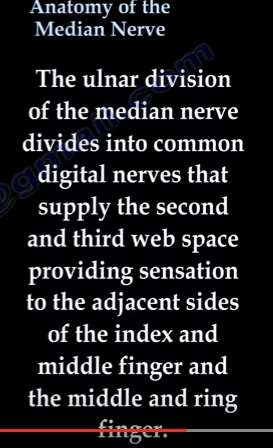 Anatomy of the
Median Nerve
The ulnar division
of the median nerve
divides into common
digital nerves that
supply the second
and third web space
providing sensation
to the adjacent sides
of the index and
middle finger and
the middle and ring
finger.